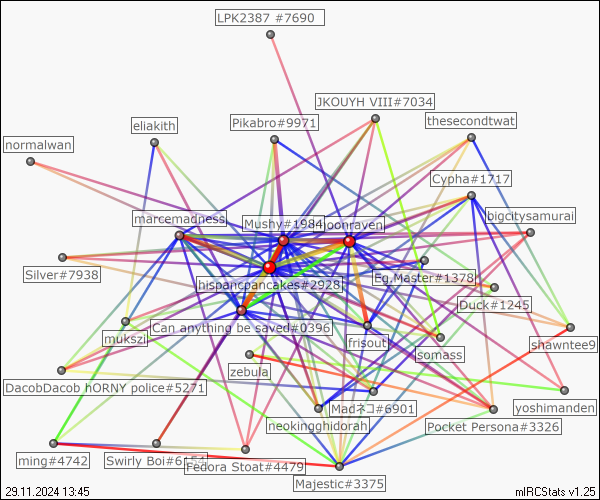 LPK2387 #7690
JKOUYH VIII#7034
eliakith
Pikabro#9971
thesecondtwat
normalwan
Cypha#1717
marcemadness
Mushy#1984
moonraven
bigcitysamurai
Silver#7938
hispancpancakes#2928
Eg.Master#1378
Duck#1245
mukszi
Can anything be saved#0396
frisout
somass
shawntee9
zebula
DacobDacob hORNY police#5271
neokingghidorah
Madネコ#6901
yoshimanden
Pocket Persona#3326
ming#4742
Swirly Boi#6
Fedora Stoat#4479
Majestic#3375
29.11.2024 13:45
mIRCStats v1.25